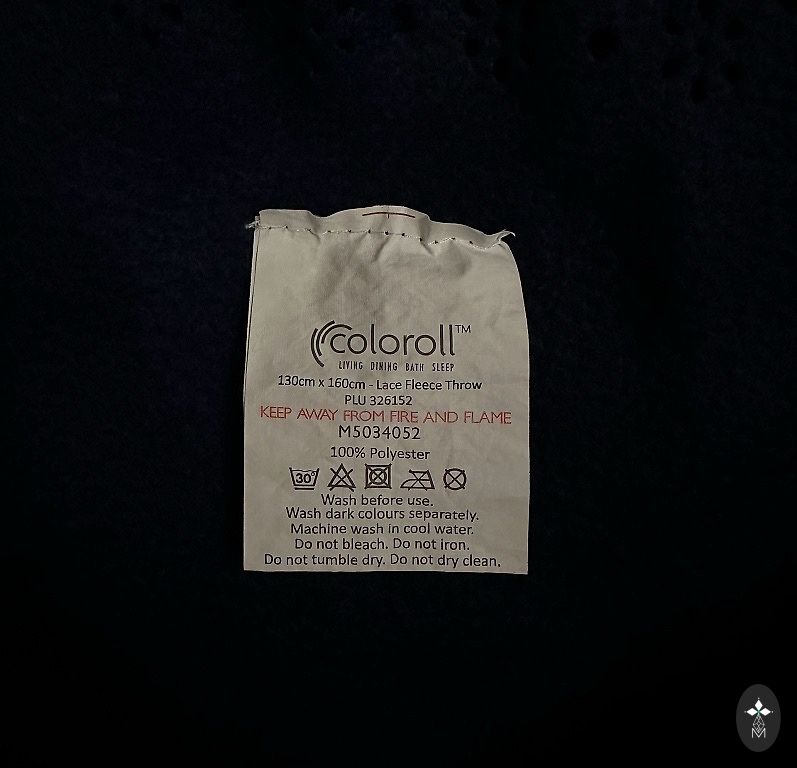 coloroll™
LIVING DINING BATH SLEEP
130cm x 160cm - Lace Fleece Throw
PLU 326152
KEEP AWAY FROM FIRE AND FLAME
M5034052
100% Polyester
30°
Wash before use.
Wash dark colours separately.
Machine wash in cool water.
Do not bleach. Do not iron.
Do not tumble dry. Do not dry clean.
M